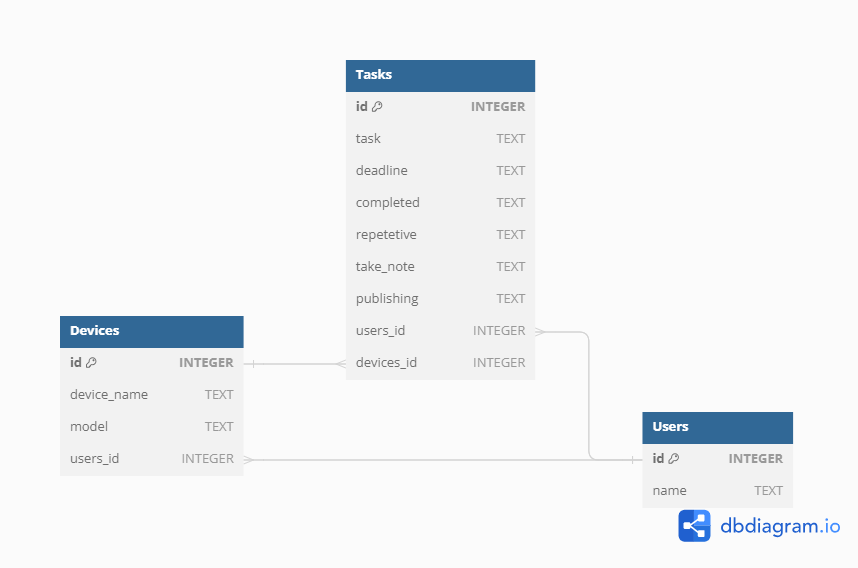 Tasks
id INTEGER
task TEXT
deadline TEXT
completed TEXT
repetetive TEXT
take_note TEXT
publishing TEXT
users_id INTEGER
devices_id INTEGER
Devices
id INTEGER
device_name TEXT
model TEXT
users_id INTEGER
Users
id INTEGER
name TEXT
dbdiagram.io